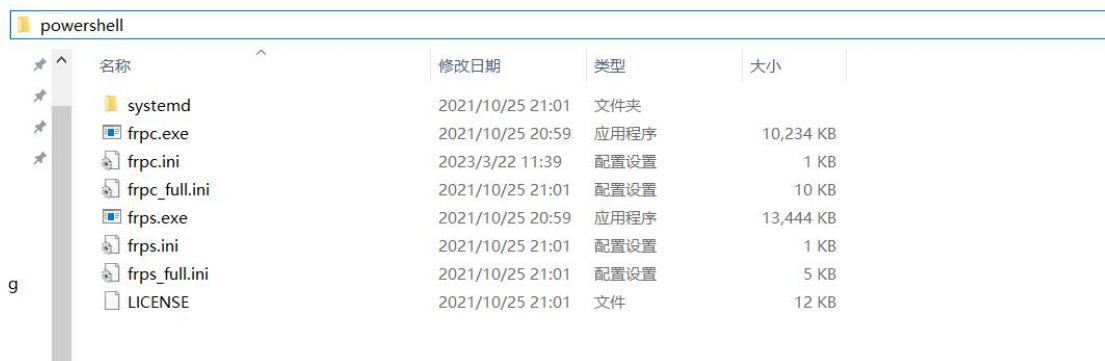 powershell
名称 修改日期 类型 大小
systemd 2021/10/25 21:01 文件夹
frpc.exe 2021/10/25 20:59 应用程序 10,234 KB
frpc.ini 2023/3/22 11:39 配置设置 1 KB
frpc_full.ini 2021/10/25 21:01 配置设置 10 KB
frps.exe 2021/10/25 20:59 应用程序 13,444 KB
frps.ini 2021/10/25 21:01 配置设置 1 KB
frps_full.ini 2021/10/25 21:01 配置设置 5 KB
g
LICENSE 2021/10/25 21:01 文件 12 KB